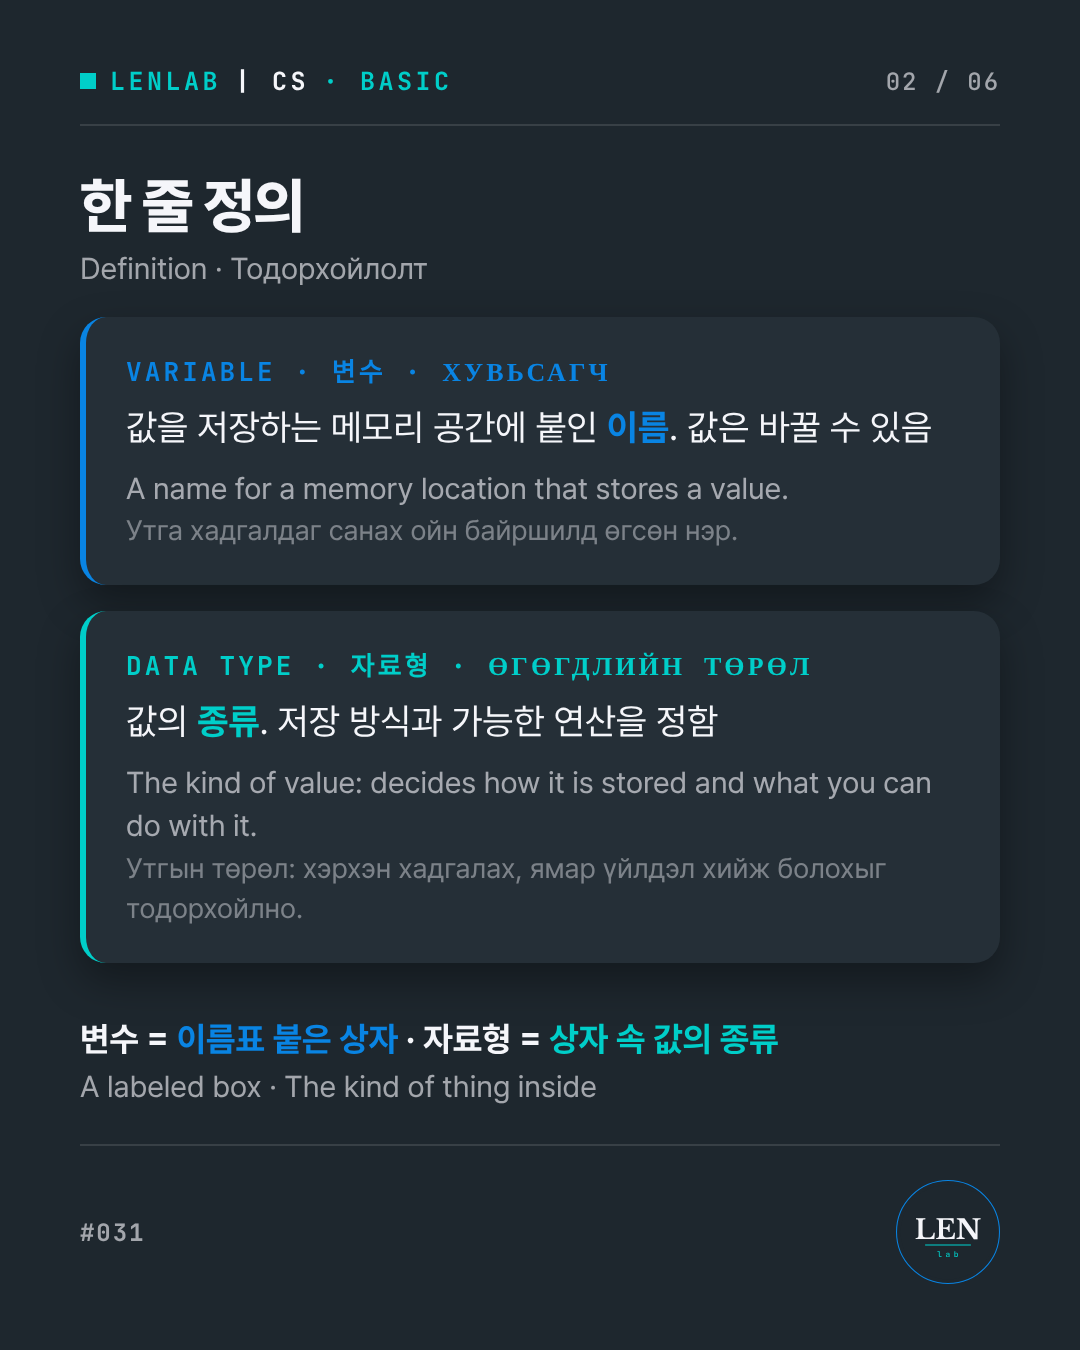 LENLAB | CS · BASIC
02 / 06
한 줄 정의
Definition · Тодорхойлолт
VARIABLE · 변수 · ХУВЬСАГЧ
값을 저장하는 메모리 공간에 붙인 이름. 값은 바꿀 수 있음
A name for a memory location that stores a value.
Утга хадгалдаг санах ойн байршилд өгсөн нэр.
DATA TYPE · 자료형 · ӨГӨГДЛИЙН ТӨРӨЛ
값의 종류. 저장 방식과 가능한 연산을 정함
The kind of value: decides how it is stored and what you can
do with it.
Утгын төрөл: хэрхэн хадгалах, ямар үйлдэл хийж болохыг
тодорхойлно.
변수 = 이름표 붙은 상자 · 자료형 = 상자 속 값의 종류
A labeled box · The kind of thing inside
#031
LEN
lab